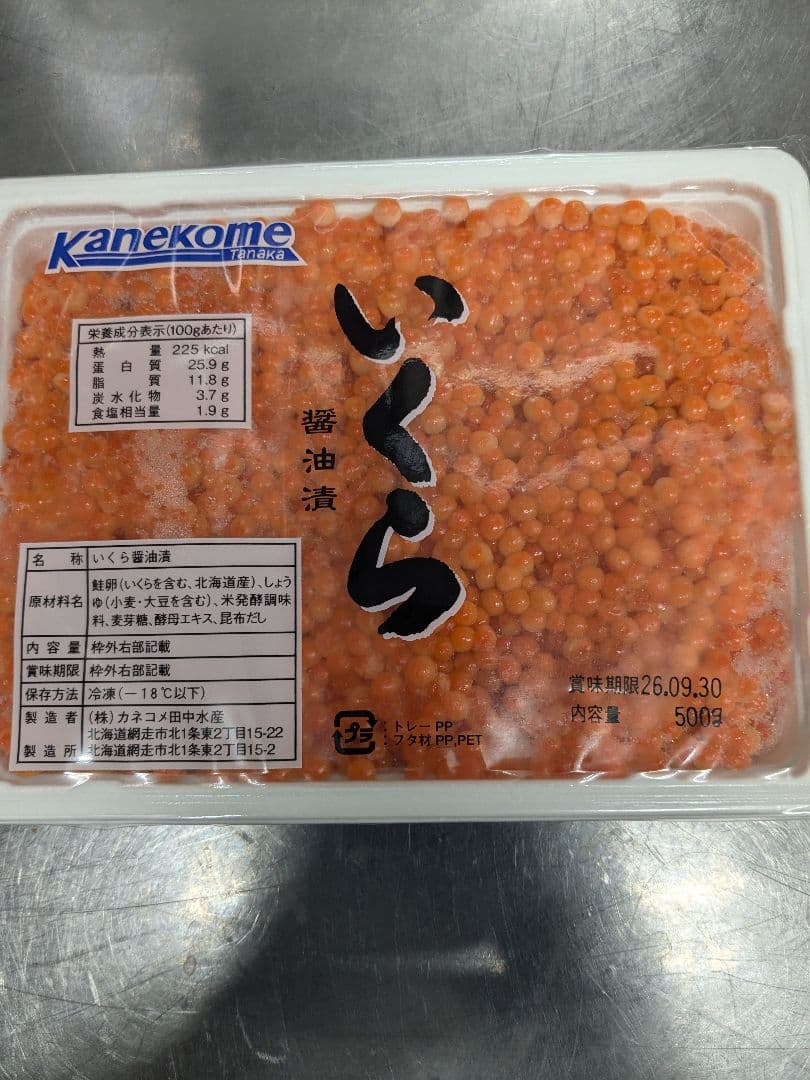 Kanekome
Tanaka
いくら
醤油漬
栄養成分表示(100gあたり)
熱量 225 kcal
蛋白質 25.9 g
脂質 11.8 g
炭水化物 3.7 g
食塩相当量 1.9 g
名称 いくら醤油漬
原材料名 鮭卵(いくらを含む、北海道産)、しょう
ゆ(小麦・大豆を含む)、米発酵調味
料、麦芽糖、酵母エキス、昆布だし
内容量 枠外右部記載
賞味期限 枠外右部記載
保存方法 冷凍(-18℃以下)
製造者 (株)カネコメ田中水産
北海道網走市北1条東2丁目15-22
製造所 北海道網走市北1条東2丁目15-2
プラ
:トレーPP
:フタ材PP,PET
賞味期限26.09.30
内容量 500g